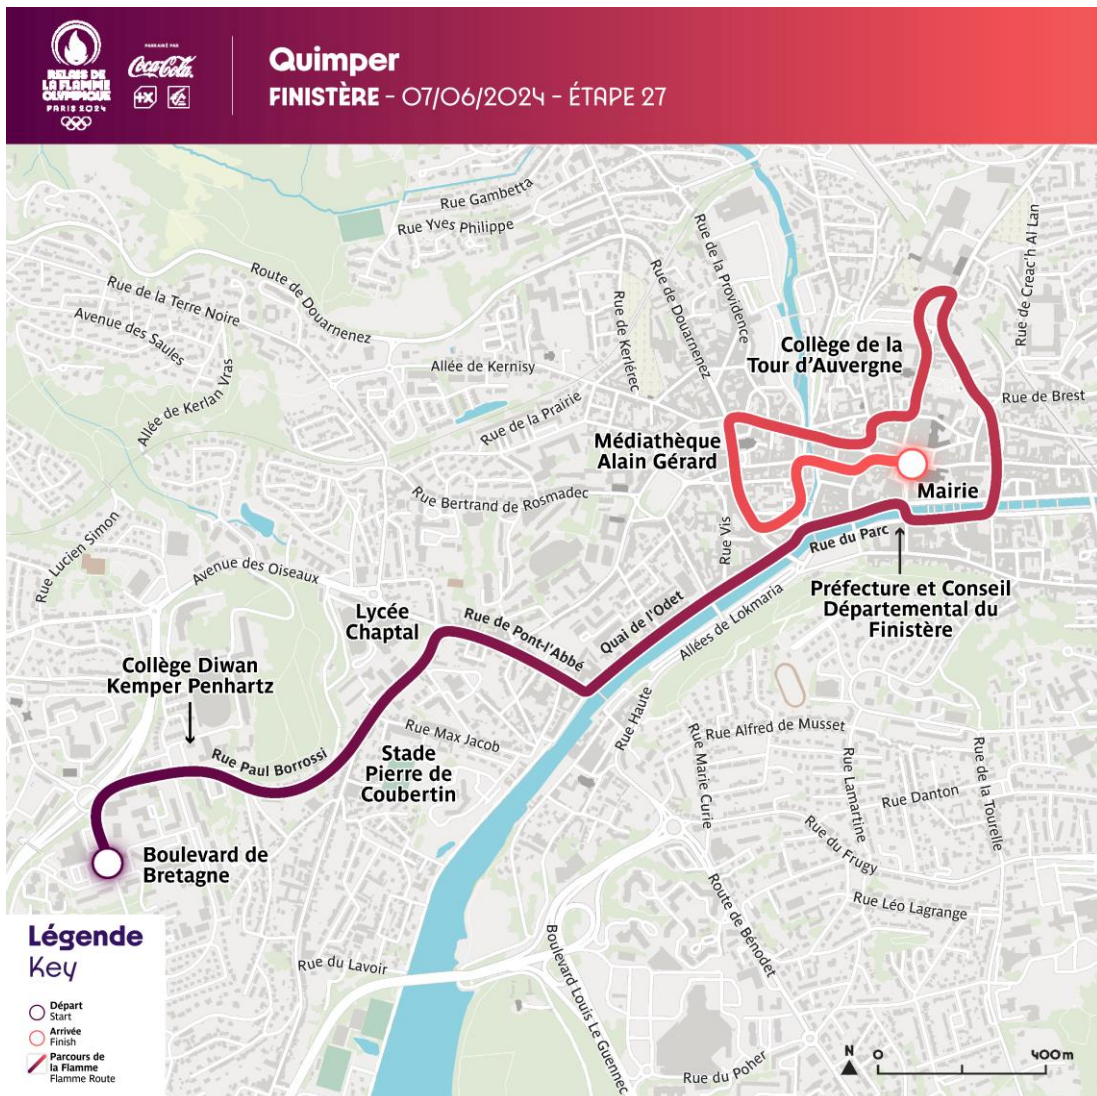 RELAIS DE
LA FLAMME
OLYMPIQUE
PARIS 2024
PARRAINÉ PAR
Coca-Cola
Quimper
FINISTÈRE - 07/06/2024 - ÉTAPE 27
Rue Gambetta
Rue Yves Philippe
Route de Douarnenez
Rue de la Terre Noire
Avenue des Saules
Allée de Kerlan Vras
Allée de Kernisy
Rue de la Prairie
Rue de Kerlérec
Rue de Douarnenez
Rue de la Providence
Rue de Creac'h Al Lan
Rue de Brest
Collège de la
Tour d'Auvergne
Médiathèque
Alain Gérard
Mairie
Rue Bertrand de Rosmadec
Rue Vis
Rue du Parc
Rue Lucien Simon
Avenue des Oiseaux
Lycée
Chaptal
Rue de Pont-l'Abbé
Quai de l'Odet
Allées de Lokmaria
Préfecture et Conseil
Départemental du
Finistère
Collège Diwan
Kemper Penhartz
Rue Paul Borrossi
Rue Max Jacob
Stade
Pierre de
Coubertin
Rue Haute
Rue Marie Curie
Rue Alfred de Musset
Rue Lamartine
Rue Danton
Rue de la Tourelle
Rue du Frugy
Rue Léo Lagrange
Boulevard de
Bretagne
Route de Bénodet
Boulevard Louis Le Guennec
Rue du Lavoir
Rue du Poher
Légende
Key
Départ
Start
Arrivée
Finish
Parcours de
la Flamme
Flamme Route
N
0
400m